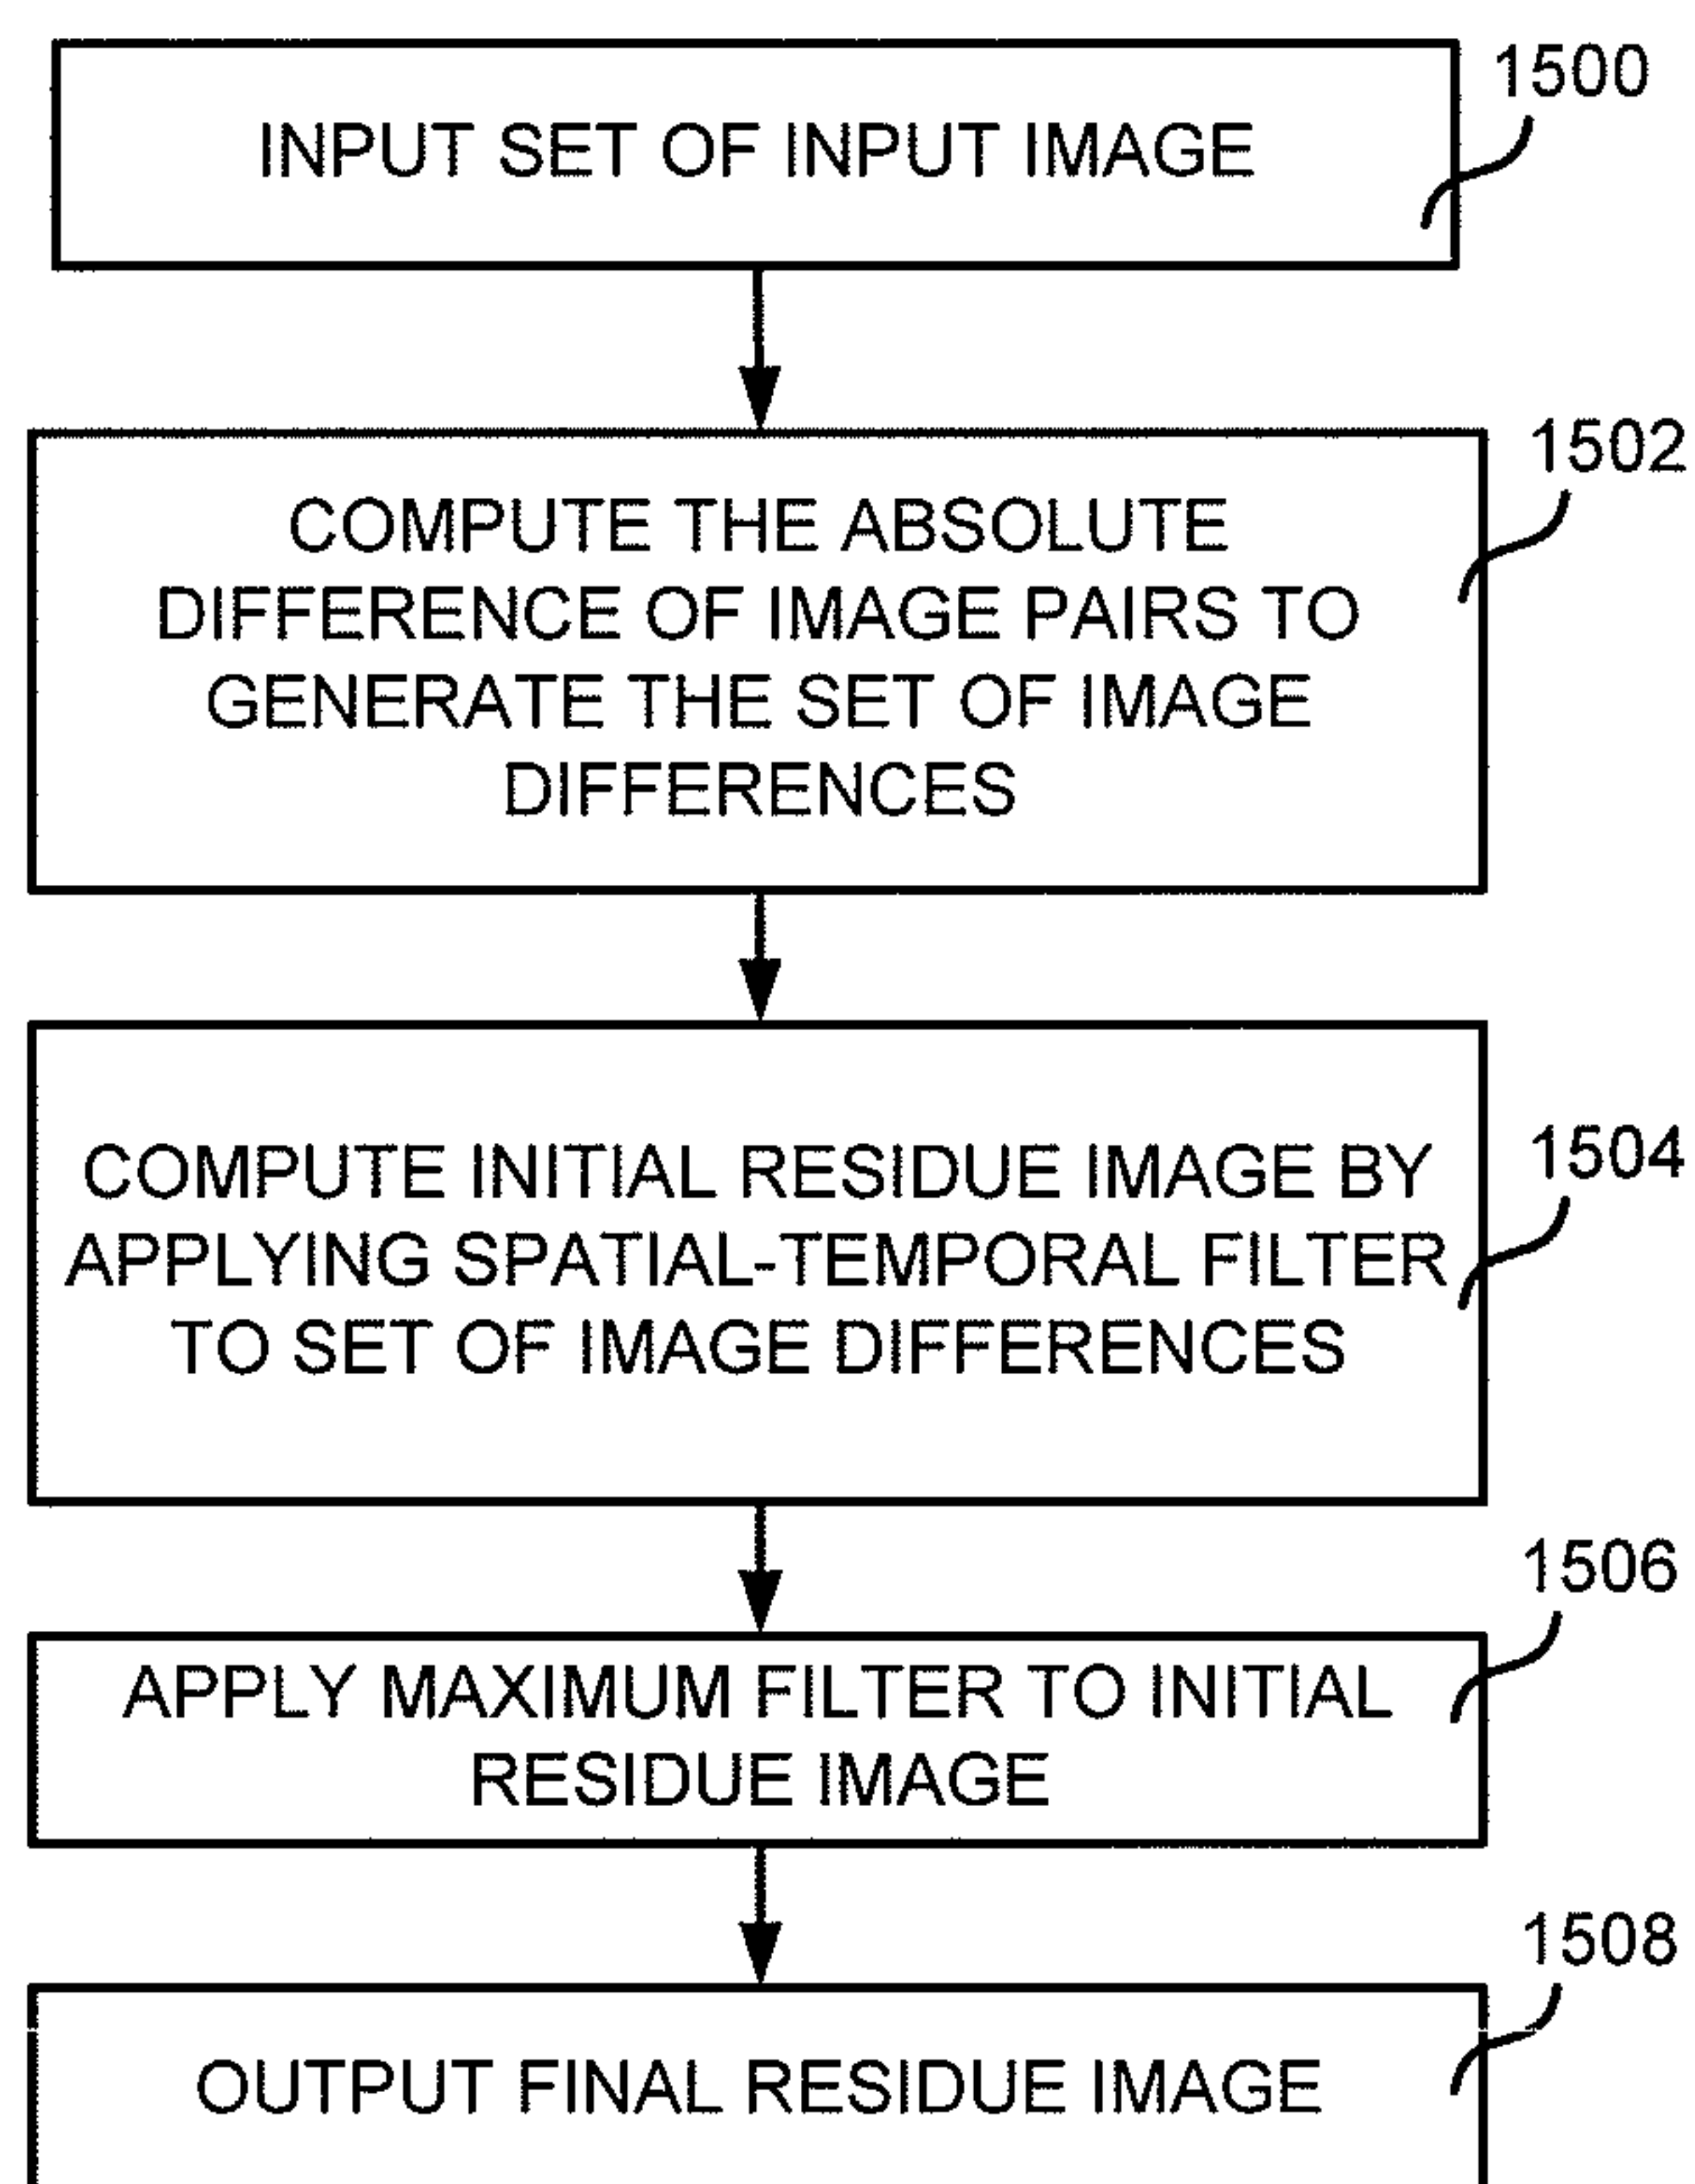 1500
INPUT SET OF INPUT IMAGE
1502
COMPUTE THE ABSOLUTE
DIFFERENCE OF IMAGE PAIRS TO
GENERATE THE SET OF IMAGE
DIFFERENCES
1504
COMPUTE INITIAL RESIDUE IMAGE BY
APPLYING SPATIAL-TEMPORAL FILTER
TO SET OF IMAGE DIFFERENCES
1506
APPLY MAXIMUM FILTER TO INITIAL
RESIDUE IMAGE
1508
OUTPUT FINAL RESIDUE IMAGE